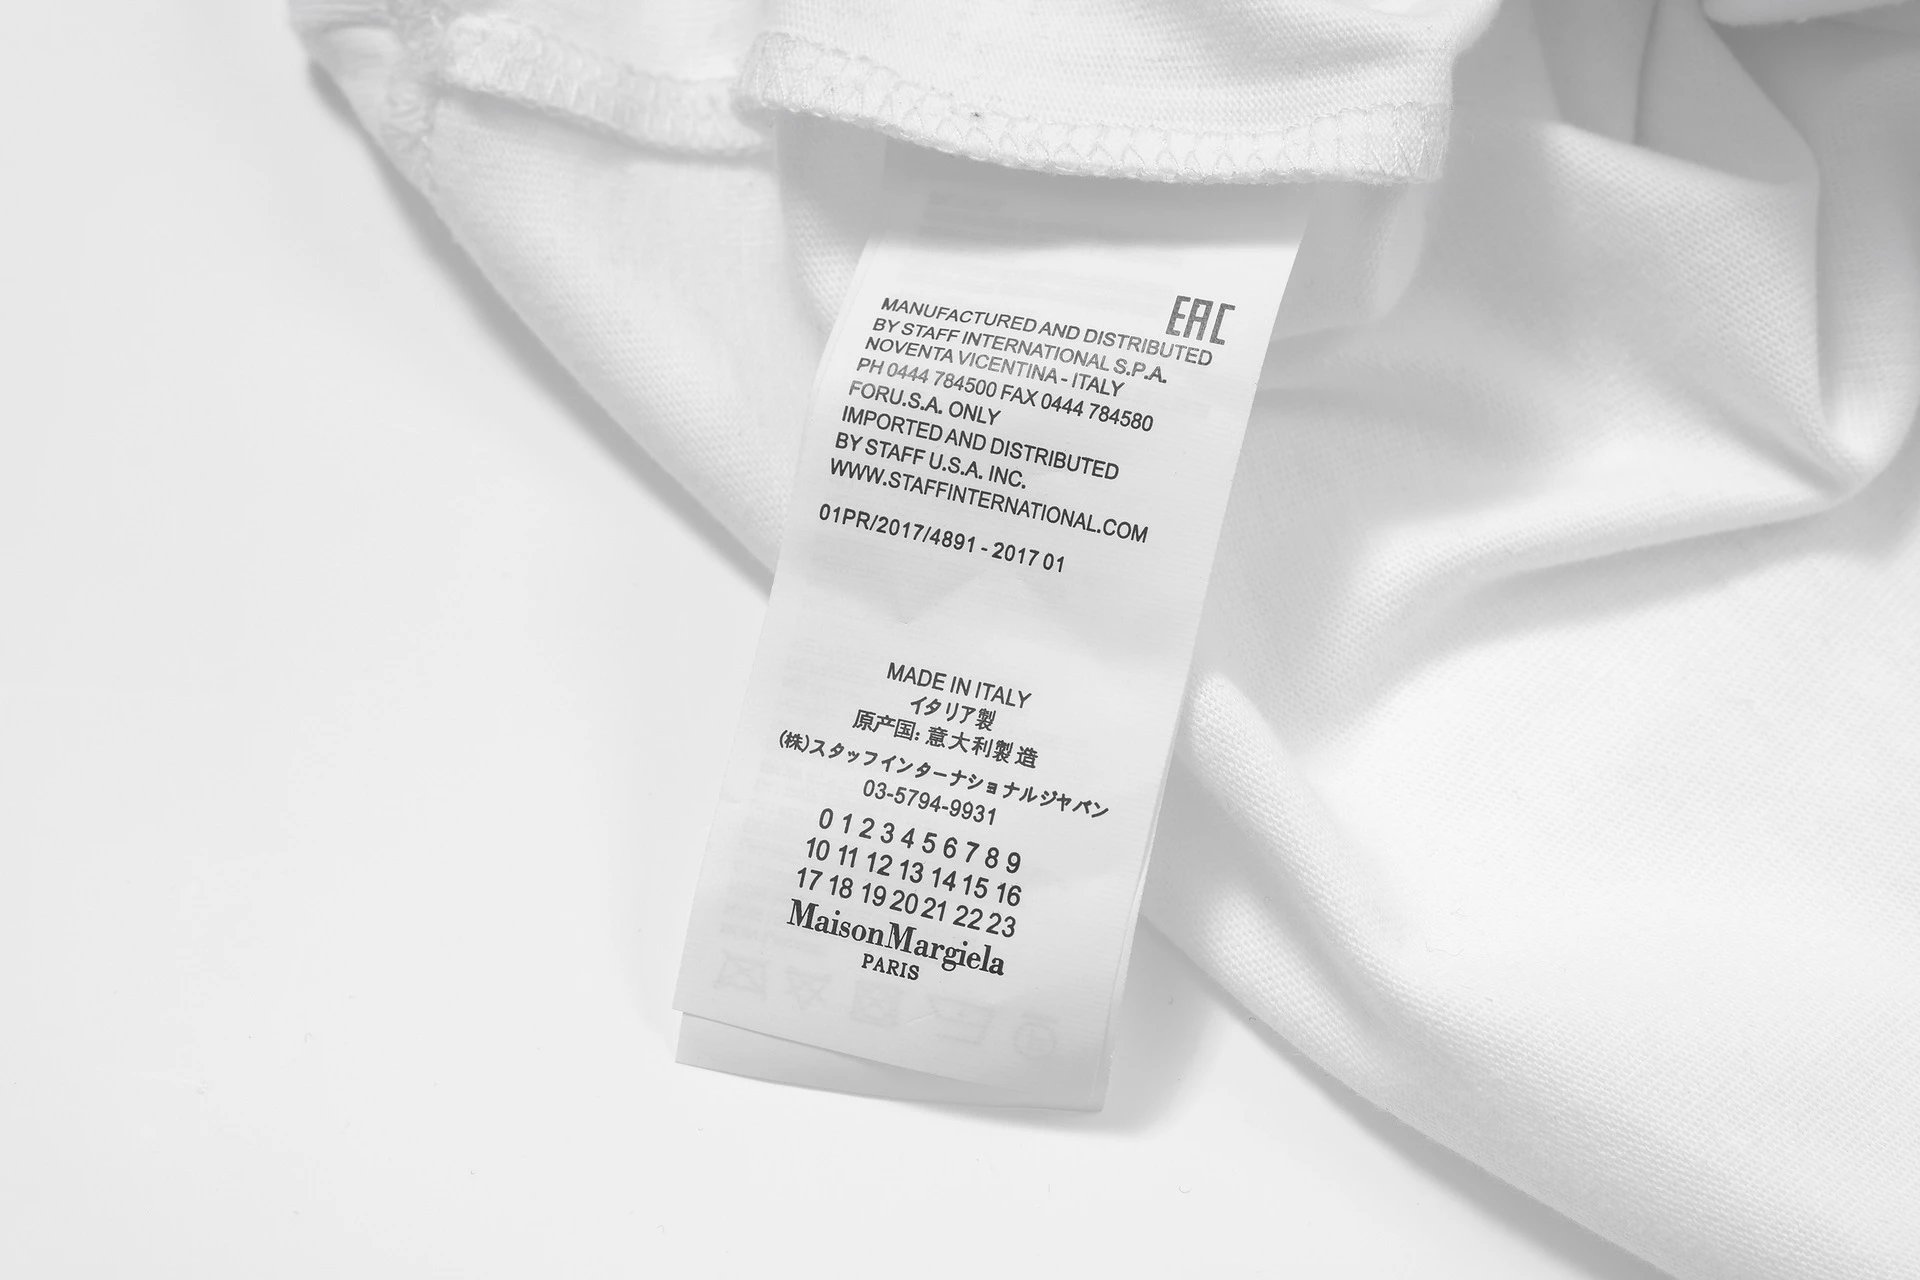 EAC
MANUFACTURED AND DISTRIBUTED
BY STAFF INTERNATIONAL S.P.A.
NOVENTA VICENTINA - ITALY
PH 0444 784500 FAX 0444 784580
FORU.S.A. ONLY
IMPORTED AND DISTRIBUTED
BY STAFF U.S.A. INC.
WWW.STAFFINTERNATIONAL.COM
01PR/2017/4891 - 2017 01
MADE IN ITALY
イタリア製
原产国: 意大利製造
(株)スタッフインターナショナルジャパン
03-5794-9931
0 1 2 3 4 5 6 7 8 9
10 11 12 13 14 15 16
17 18 19 20 21 22 23
Maison Margiela
PARIS